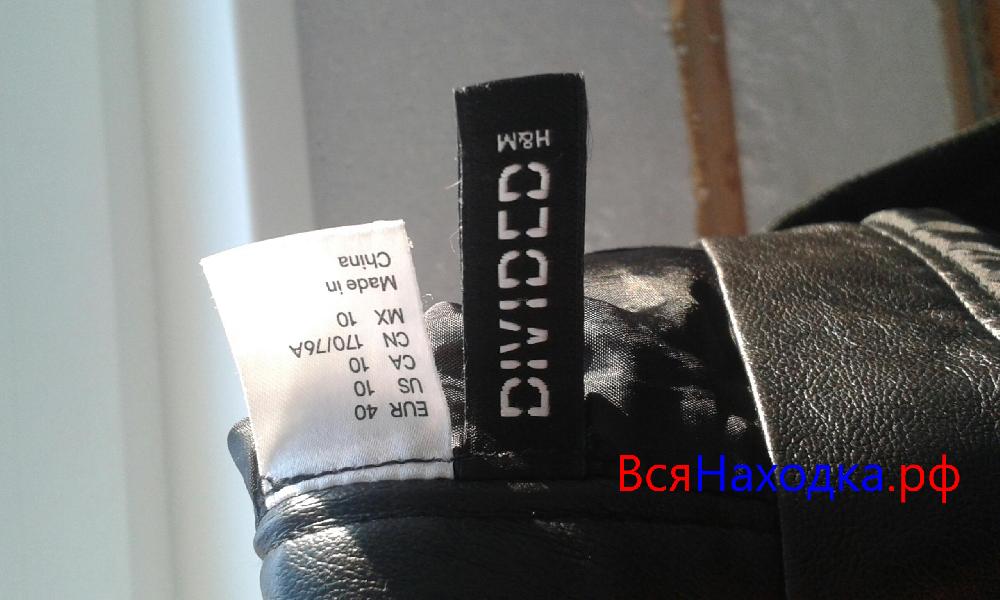 H&M
DIVIDED
EUR 40
US 10
CA 10
CN 170/76A
MX 10
Made in
China
ВсяНаходка.рф